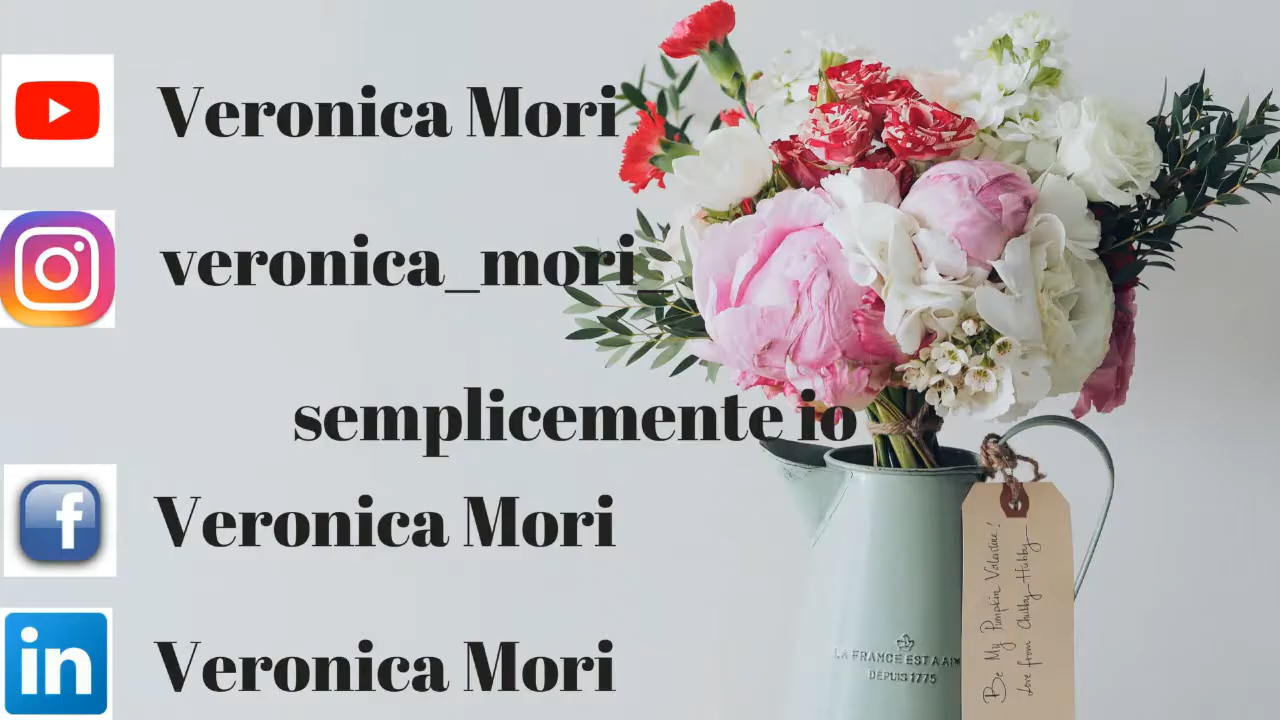 Veronica Mori
veronica_mori_
semplicemente io
f
Veronica Mori
in
Veronica Mori
LA FRANCE EST A
DEPUIS 1775
Be My Pumpkin Valentine!
Love from Chubby Hubby